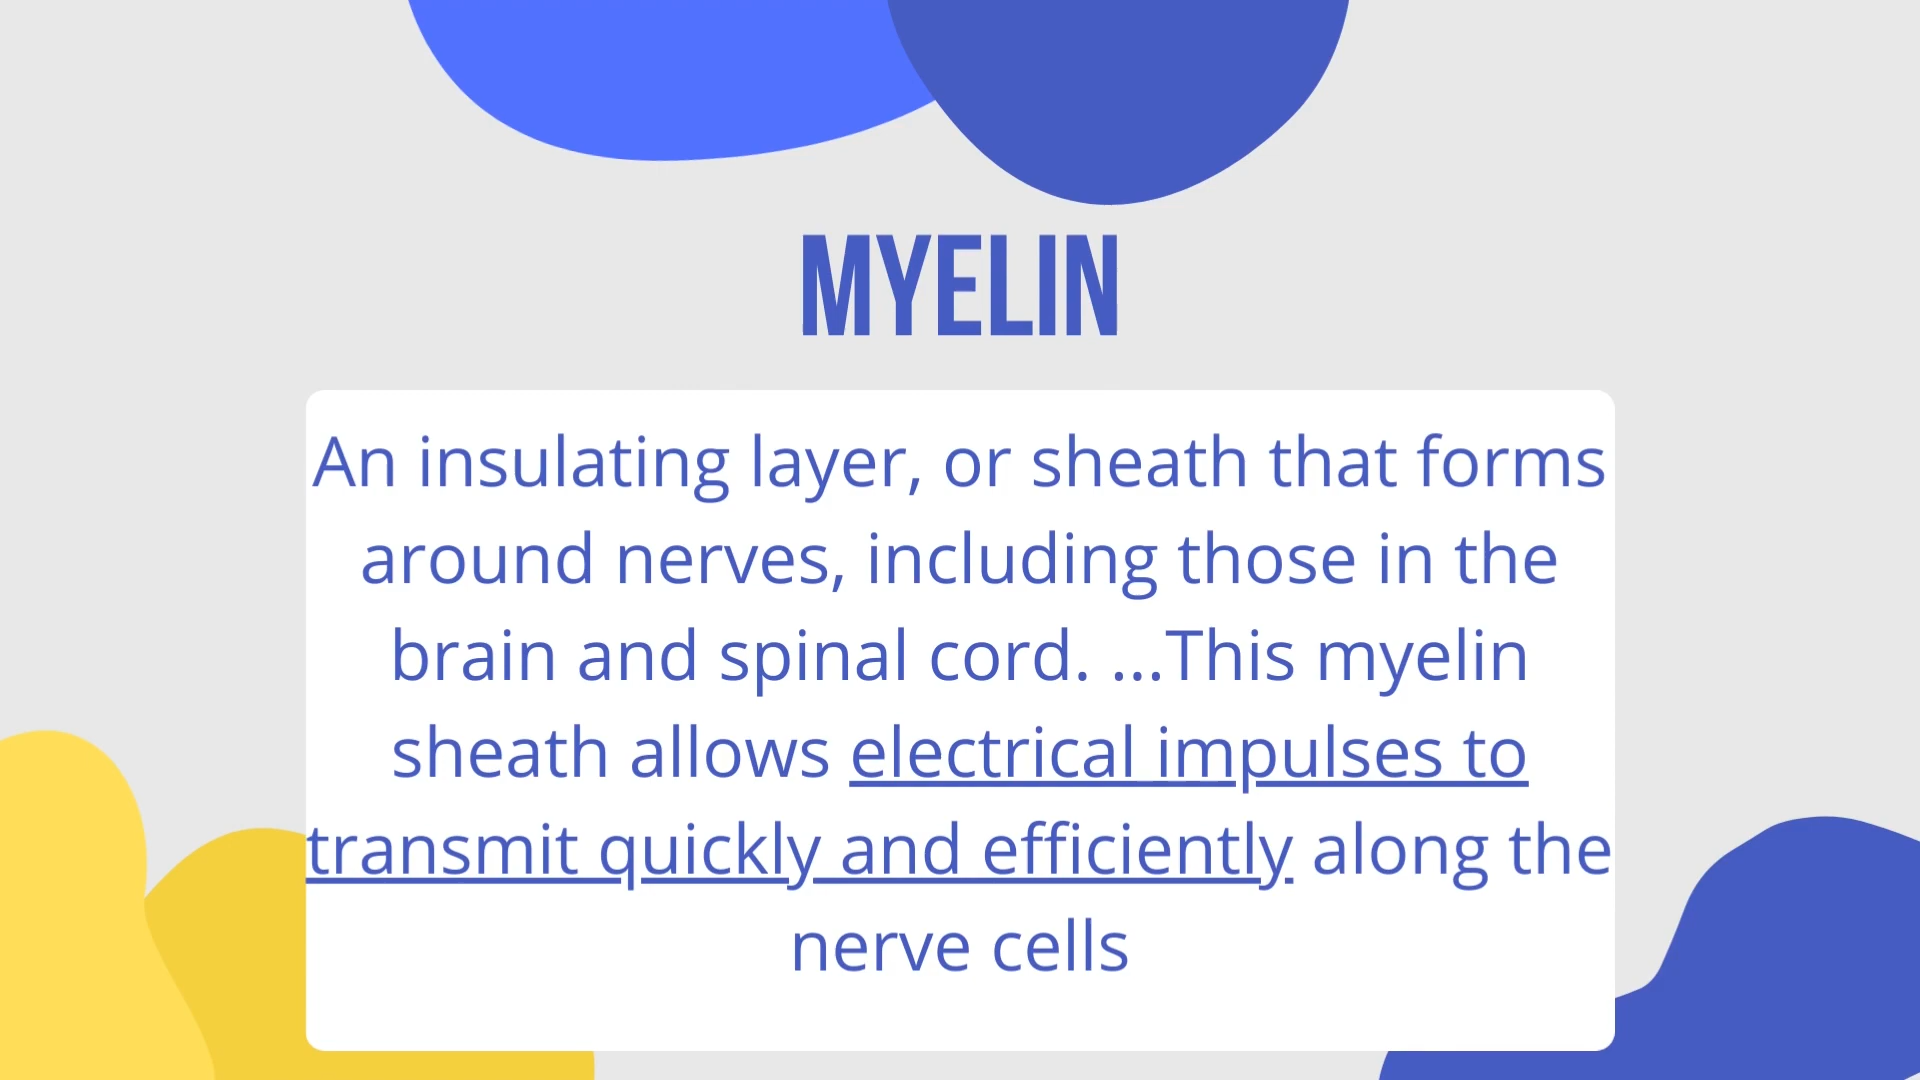 MYELIN
An insulating layer, or sheath that forms
around nerves, including those in the
brain and spinal cord. ...This myelin
sheath allows electrical impulses to
transmit quickly and efficiently along the
nerve cells